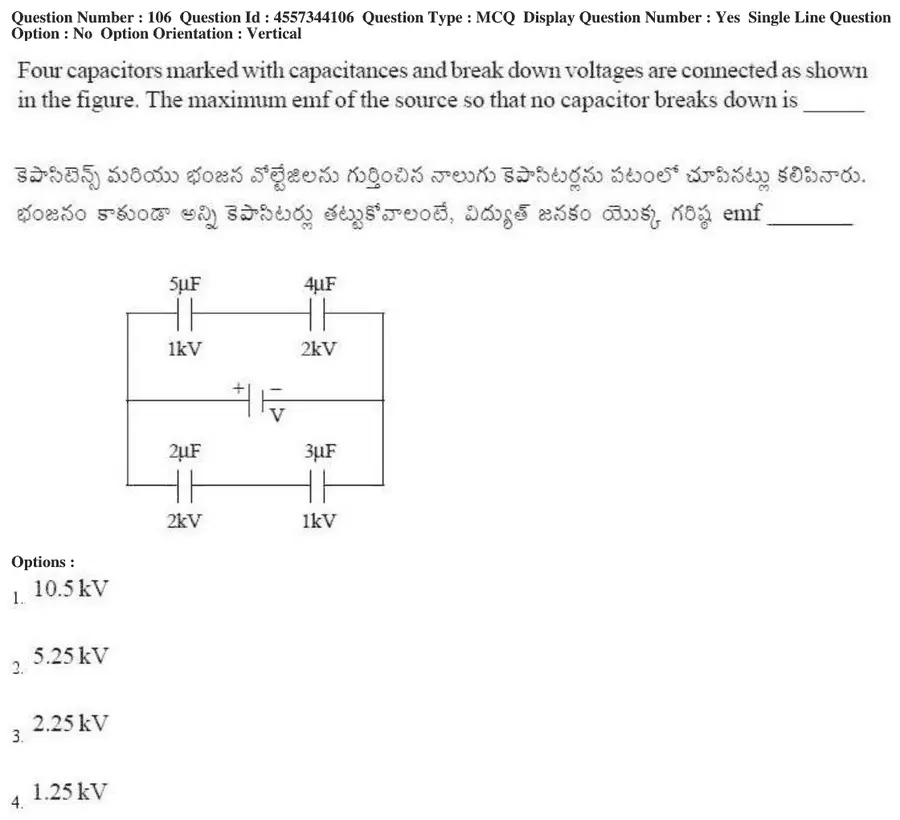 Question Number : 106 Question Id : 4557344106 Question Type : MCQ Display Question Number : Yes Single Line Question
Option : No Option Orientation : Vertical
Four capacitors marked with capacitances and break down voltages are connected as shown
in the figure. The maximum emf of the source so that no capacitor breaks down is _____
కెపాసిటెన్స్ మరియు భంజన వోల్టేజిలను గుర్తించిన నాలుగు కెపాసిటర్లను పటంలో చూపినట్లు కలిపినారు.
భంజనం కాకుండా అన్ని కెపాసిటర్లు తట్టుకోవాలంటే, విద్యుత్ జనకం యొక్క గరిష్ఠ emf _______
5μF 4μF
1kV 2kV
+ −
V
2μF 3μF
2kV 1kV
Options :
1. 10.5 kV
2. 5.25 kV
3. 2.25 kV
4. 1.25 kV